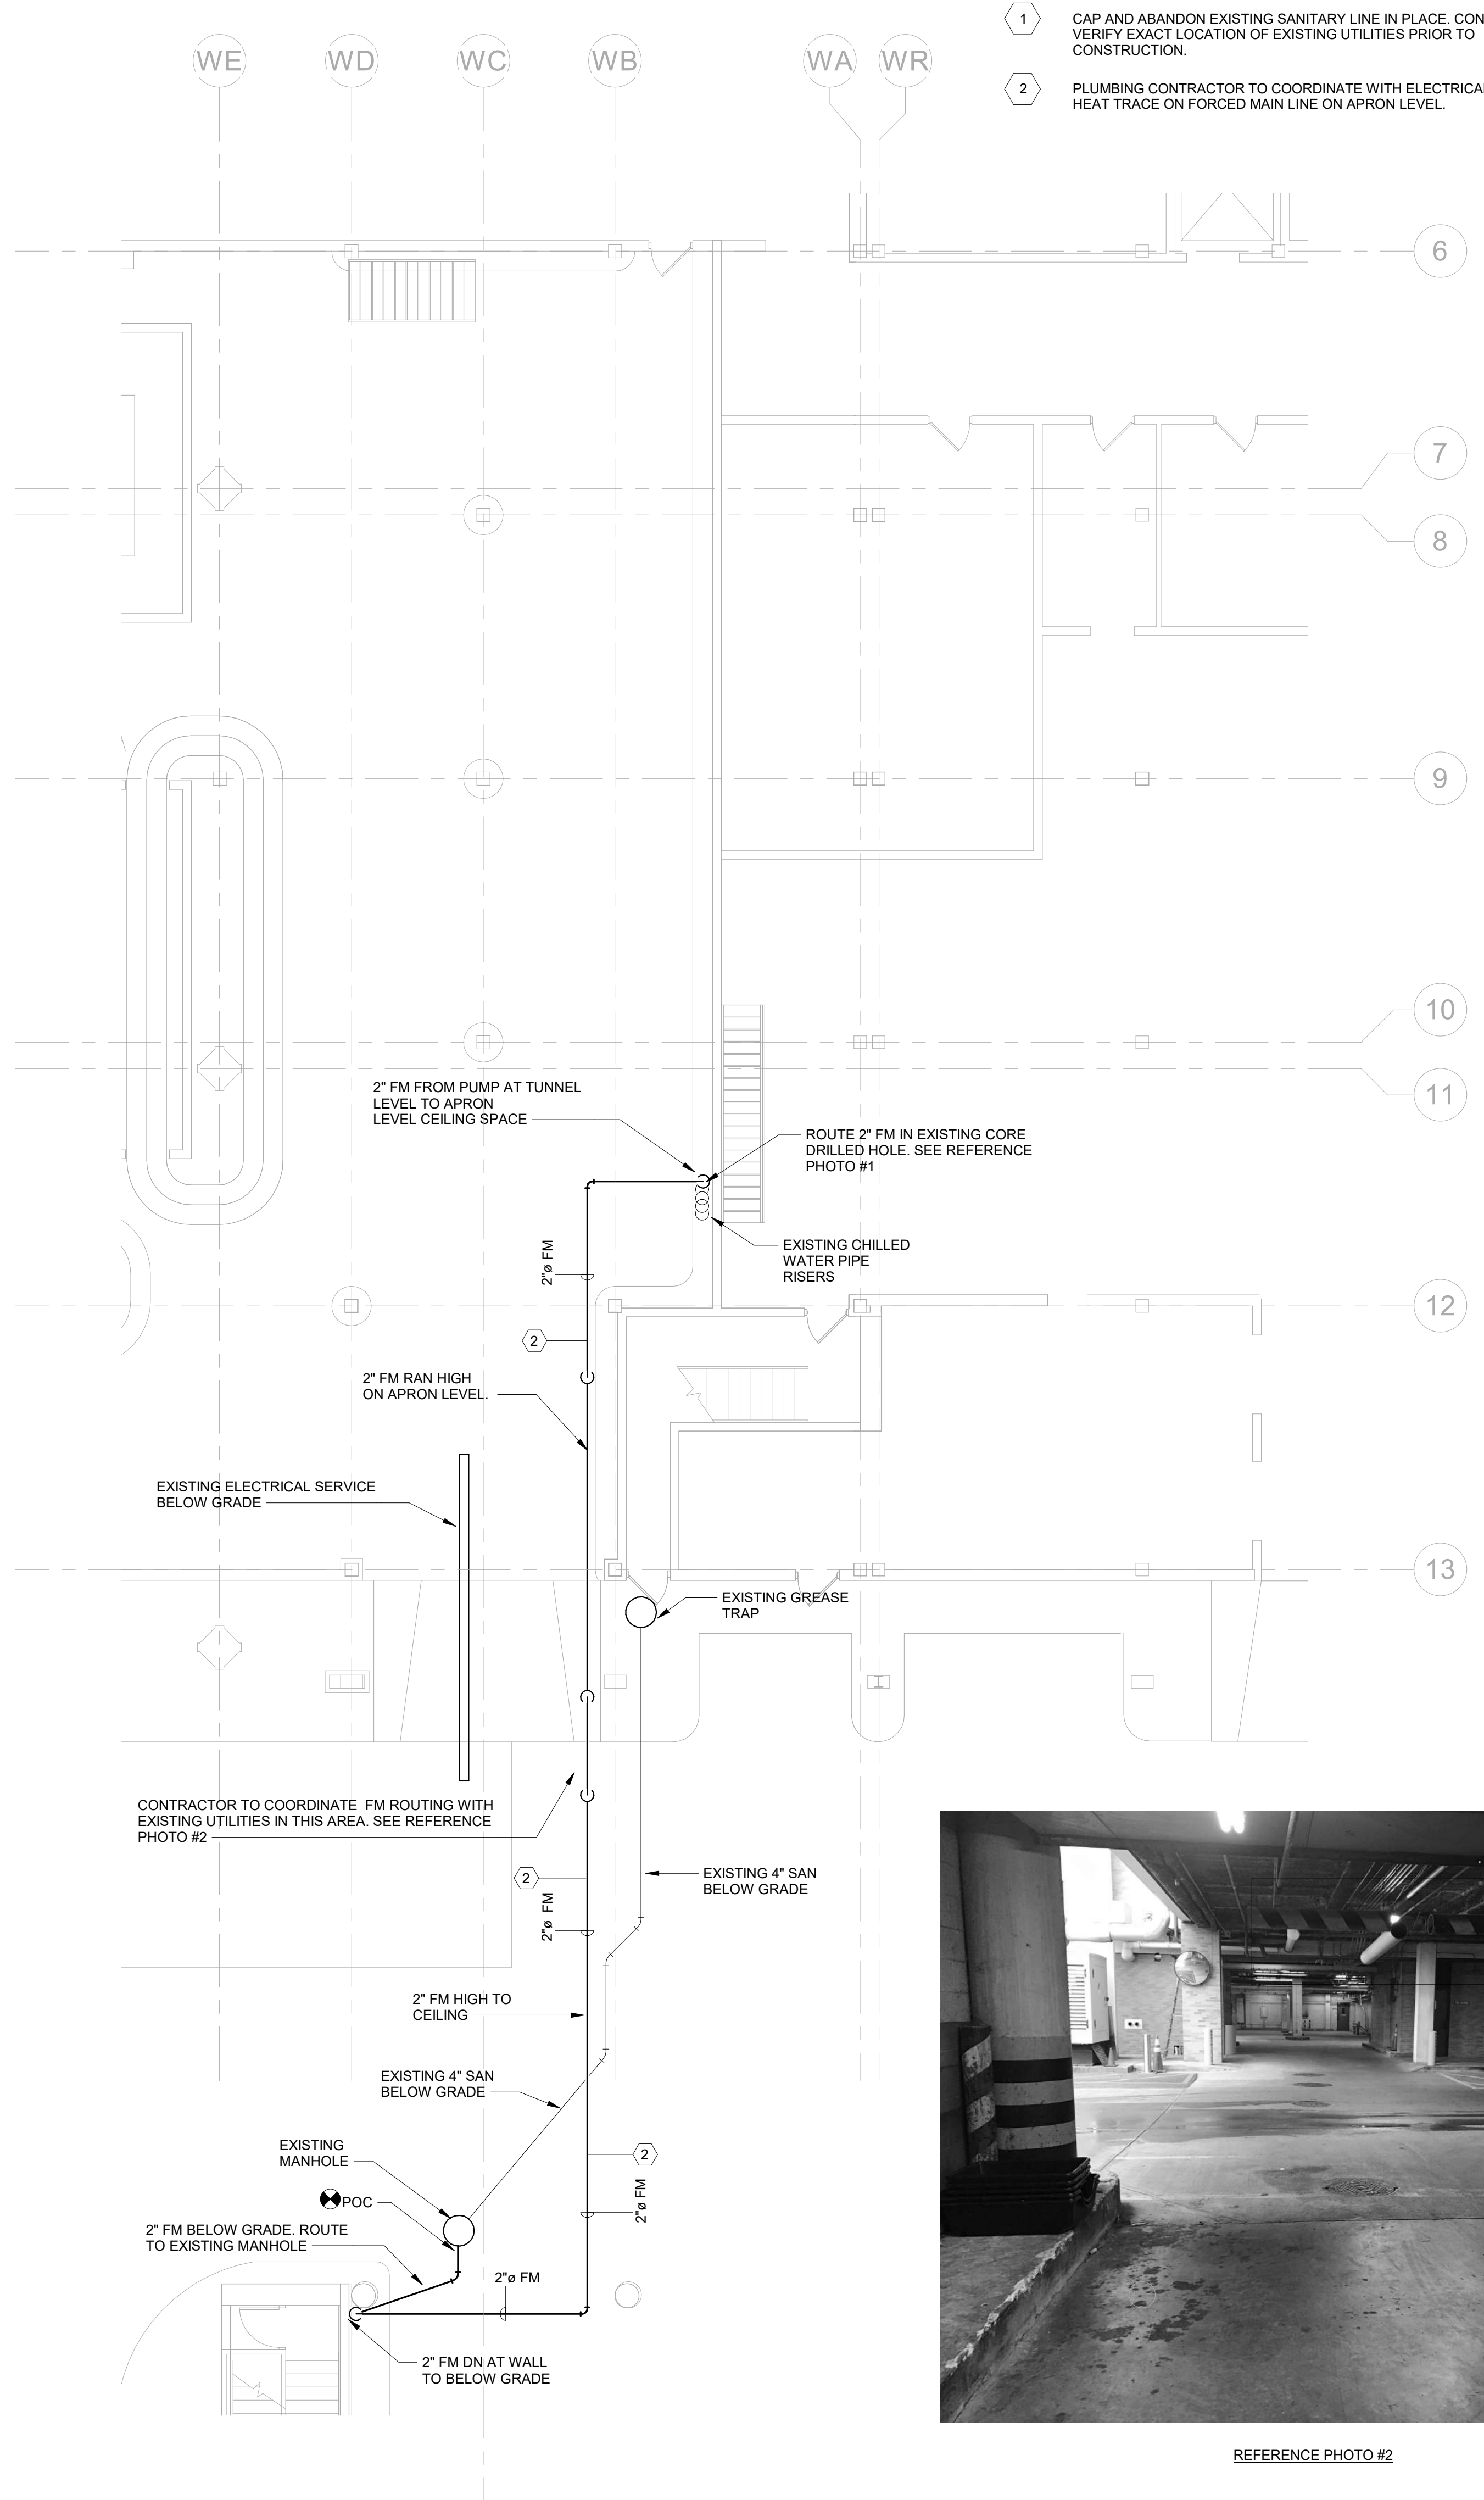 1
CAP AND ABANDON EXISTING SANITARY LINE IN PLACE. CON
VERIFY EXACT LOCATION OF EXISTING UTILITIES PRIOR TO
CONSTRUCTION.
2
PLUMBING CONTRACTOR TO COORDINATE WITH ELECTRICA
HEAT TRACE ON FORCED MAIN LINE ON APRON LEVEL.
WE
WD
WC
WB
WA
WR
6
7
8
9
10
11
2" FM FROM PUMP AT TUNNEL
LEVEL TO APRON
LEVEL CEILING SPACE
ROUTE 2" FM IN EXISTING CORE
DRILLED HOLE. SEE REFERENCE
PHOTO #1
2"ø FM
EXISTING CHILLED
WATER PIPE
RISERS
12
2
2" FM RAN HIGH
ON APRON LEVEL.
EXISTING ELECTRICAL SERVICE
BELOW GRADE
13
EXISTING GREASE
TRAP
CONTRACTOR TO COORDINATE FM ROUTING WITH
EXISTING UTILITIES IN THIS AREA. SEE REFERENCE
PHOTO #2
2
EXISTING 4" SAN
BELOW GRADE
2"ø FM
2" FM HIGH TO
CEILING
EXISTING 4" SAN
BELOW GRADE
EXISTING
MANHOLE
2
POC
2"ø FM
2" FM BELOW GRADE. ROUTE
TO EXISTING MANHOLE
2"ø FM
2" FM DN AT WALL
TO BELOW GRADE
REFERENCE PHOTO #2